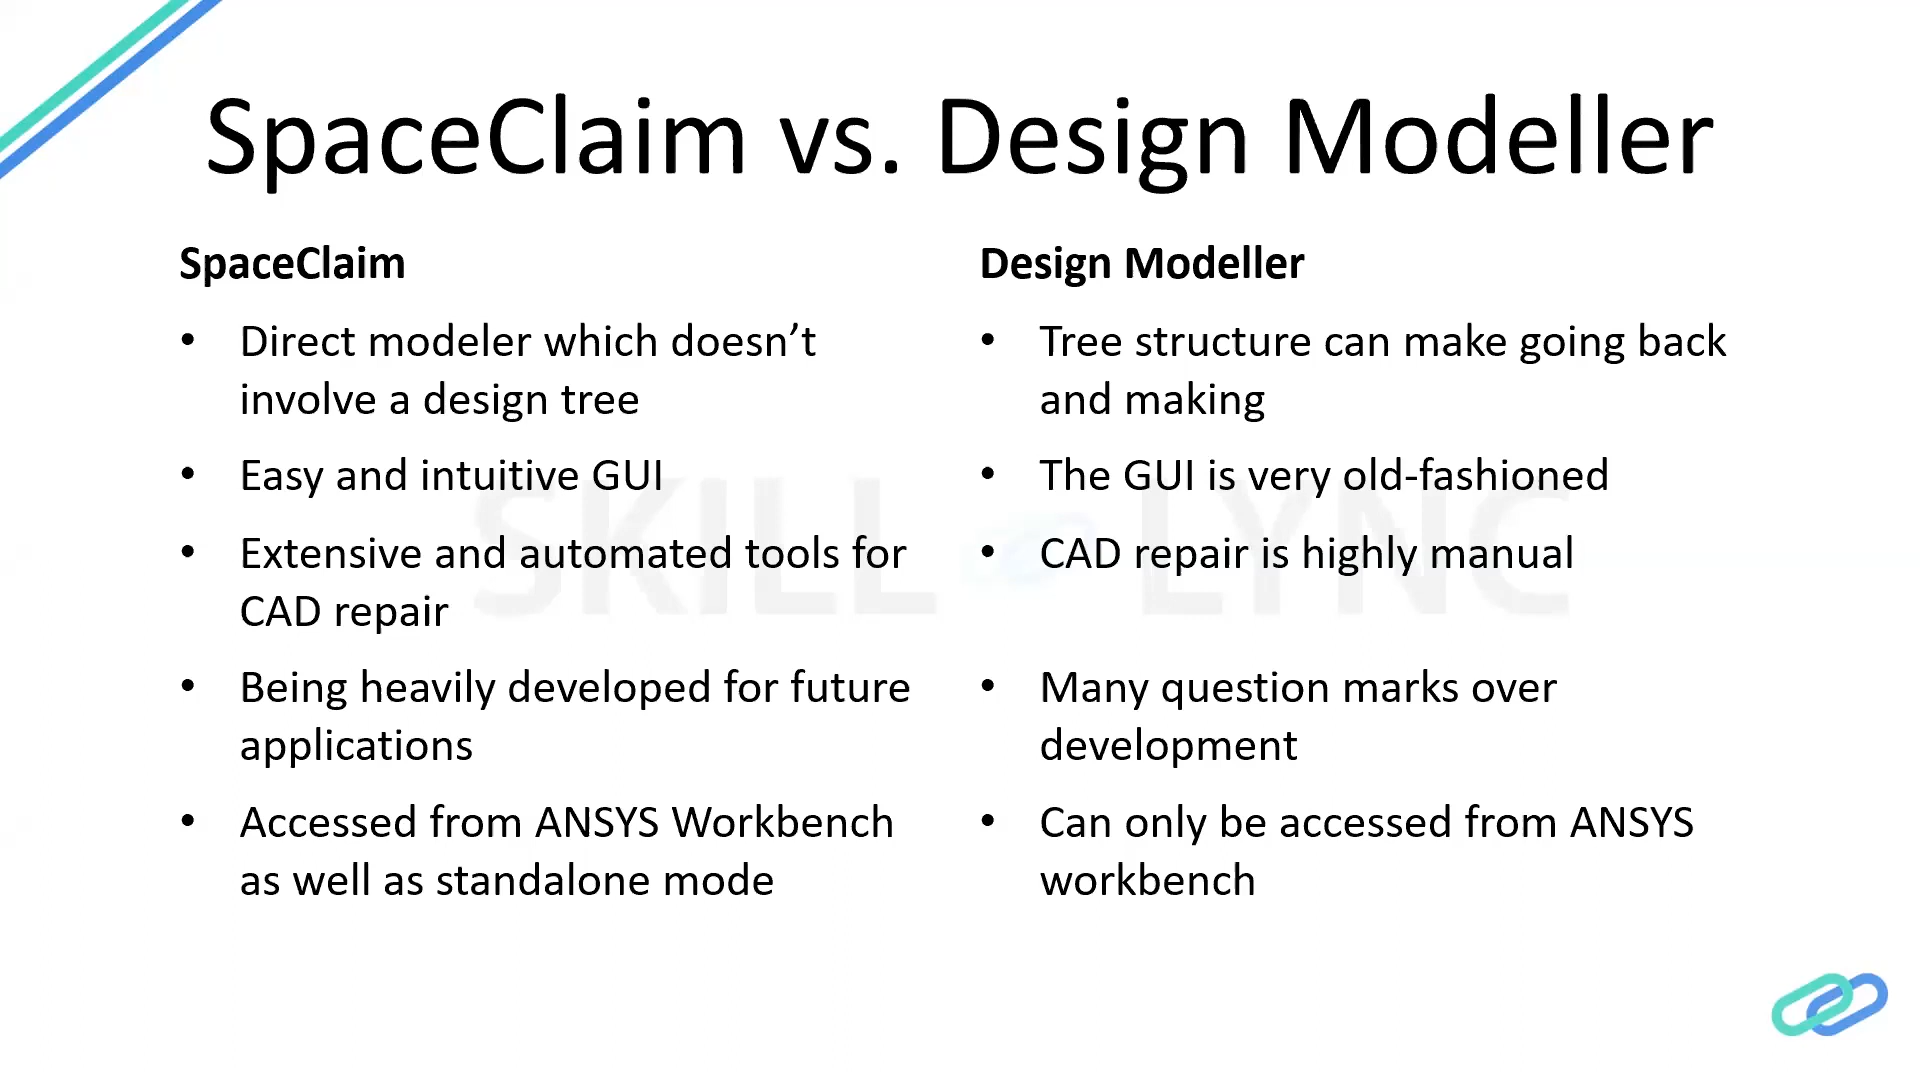 SpaceClaim vs. Design Modeller
SpaceClaim
• Direct modeler which doesn’t
involve a design tree
• Easy and intuitive GUI
• Extensive and automated tools for
CAD repair
• Being heavily developed for future
applications
• Accessed from ANSYS Workbench
as well as standalone mode
Design Modeller
• Tree structure can make going back
and making
• The GUI is very old-fashioned
• CAD repair is highly manual
• Many question marks over
development
• Can only be accessed from ANSYS
workbench
SKILL LYNC